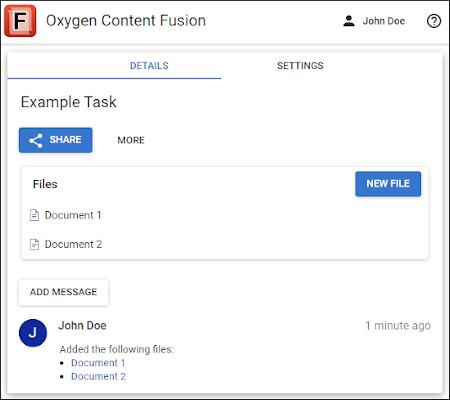 F Oxygen Content Fusion John Doe ?
DETAILS SETTINGS
Example Task
SHARE MORE
Files NEW FILE
Document 1
Document 2
ADD MESSAGE
J John Doe 1 minute ago
Added the following files:
• Document 1
• Document 2